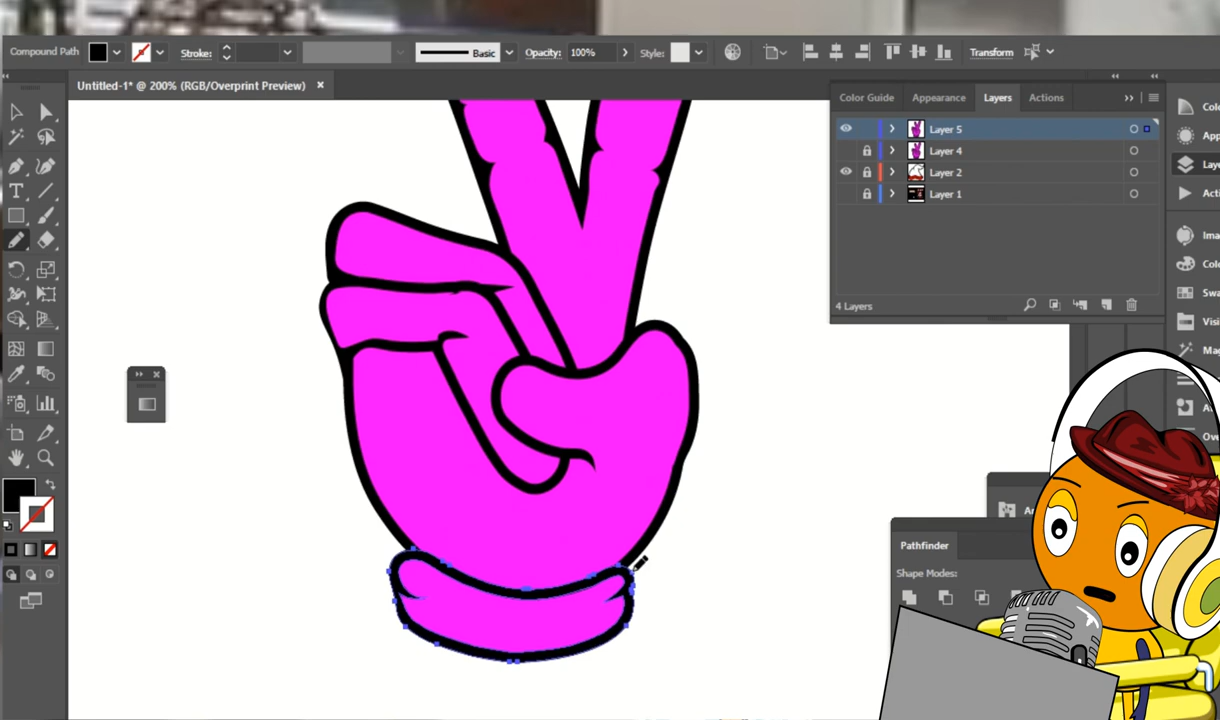 Compound Path Stroke: Basic Opacity: 100% Style: Transform
Untitled-1* @ 200% (RGB/Overprint Preview) ×
Color Guide Appearance Layers Actions
Layer 5
Layer 4
Layer 2
Layer 1
4 Layers
Pathfinder
Shape Modes: